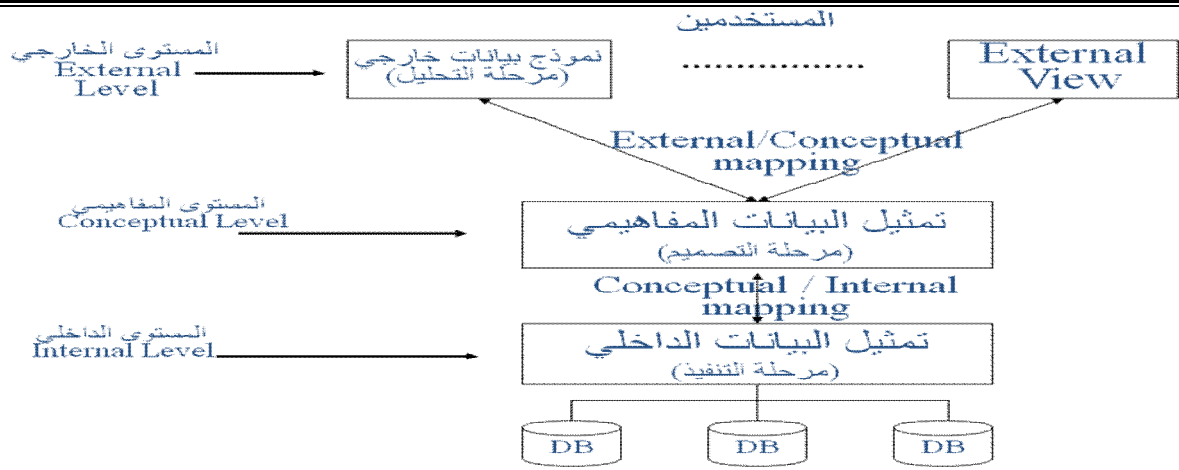 المستخدمين
المستوى الخارجي
External
Level
نموذج بيانات خارجي
(مرحلة التحليل)
External
View
External/Conceptual
mapping
المستوى المفاهيمي
Conceptual Level
تمثيل البيانات المفاهيمي
(مرحلة التصميم)
Conceptual / Internal
mapping
المستوى الداخلي
Internal Level
تمثيل البيانات الداخلي
(مرحلة التنفيذ)
DB
DB
DB